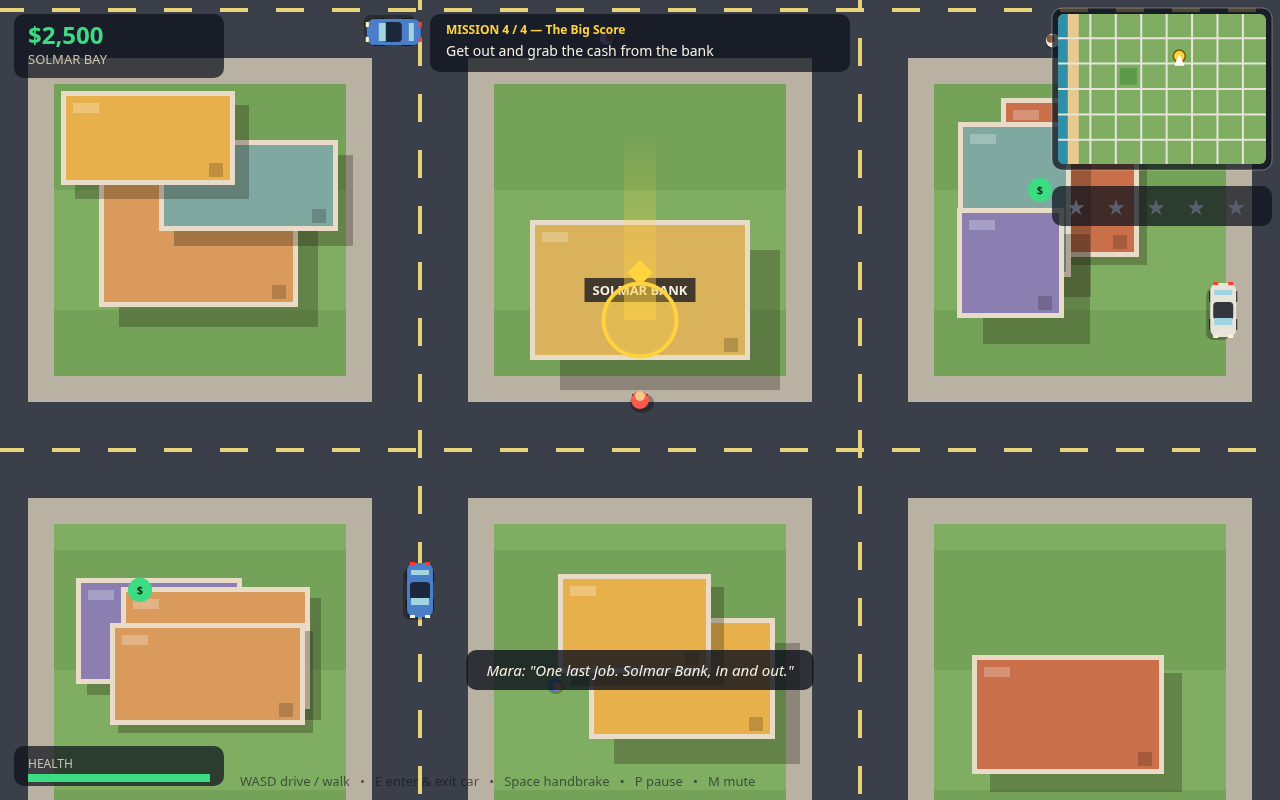 $2,500
SOLMAR BAY
MISSION 4 / 4 — The Big Score
Get out and grab the cash from the bank
$
SOLMAR BANK
$
Mara: "One last job. Solmar Bank, in and out."
HEALTH
WASD drive / walk • E enter & exit car • Space handbrake • P pause • M mute